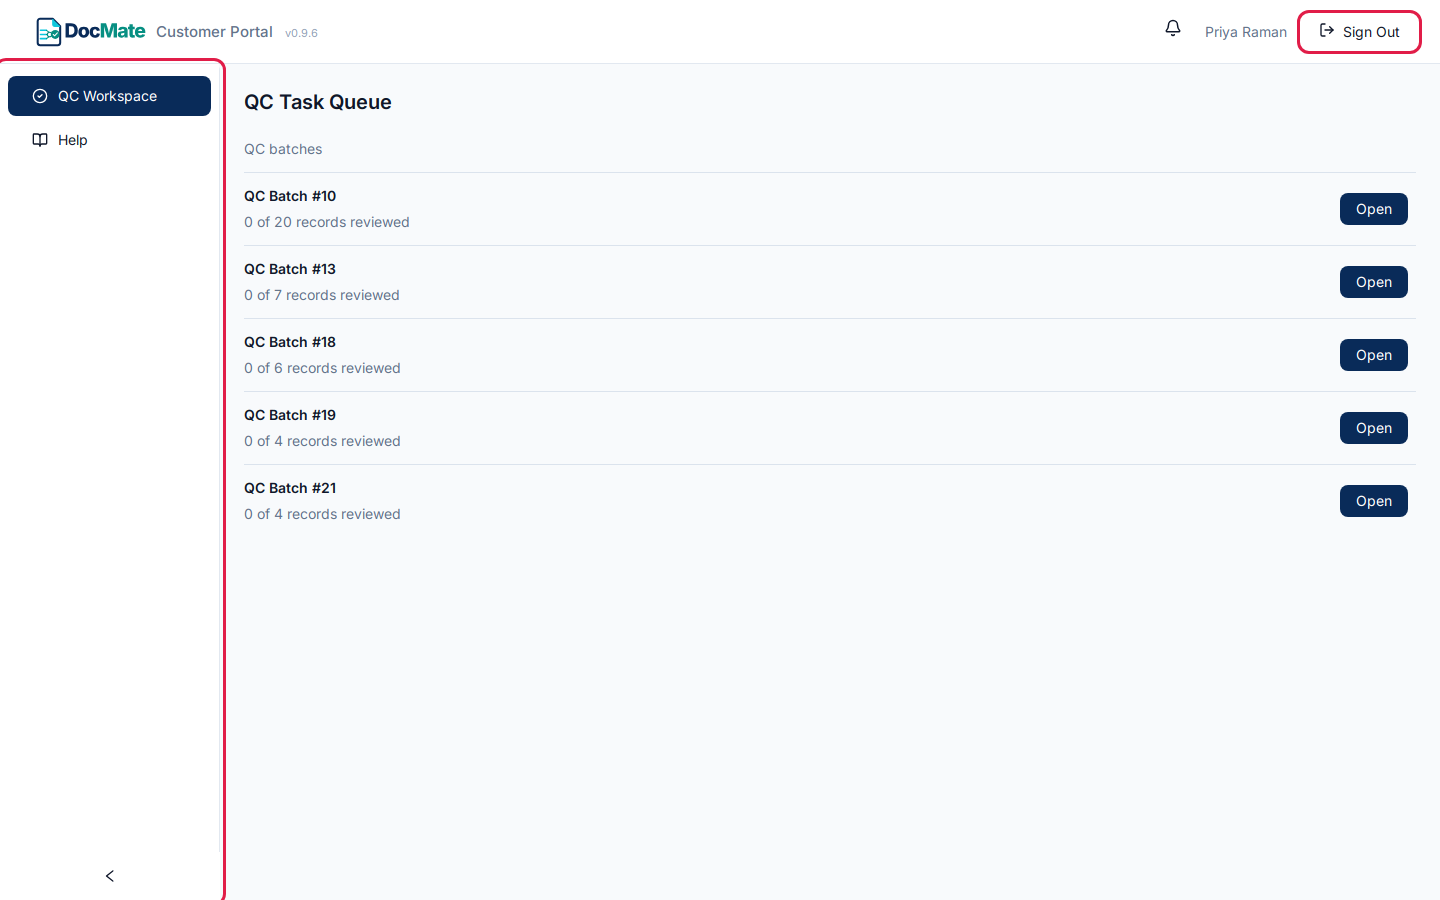 DocMate Customer Portal v0.9.6
Priya Raman
Sign Out
QC Workspace
Help
QC Task Queue
QC batches
QC Batch #10
0 of 20 records reviewed
Open
QC Batch #13
0 of 7 records reviewed
Open
QC Batch #18
0 of 6 records reviewed
Open
QC Batch #19
0 of 4 records reviewed
Open
QC Batch #21
0 of 4 records reviewed
Open